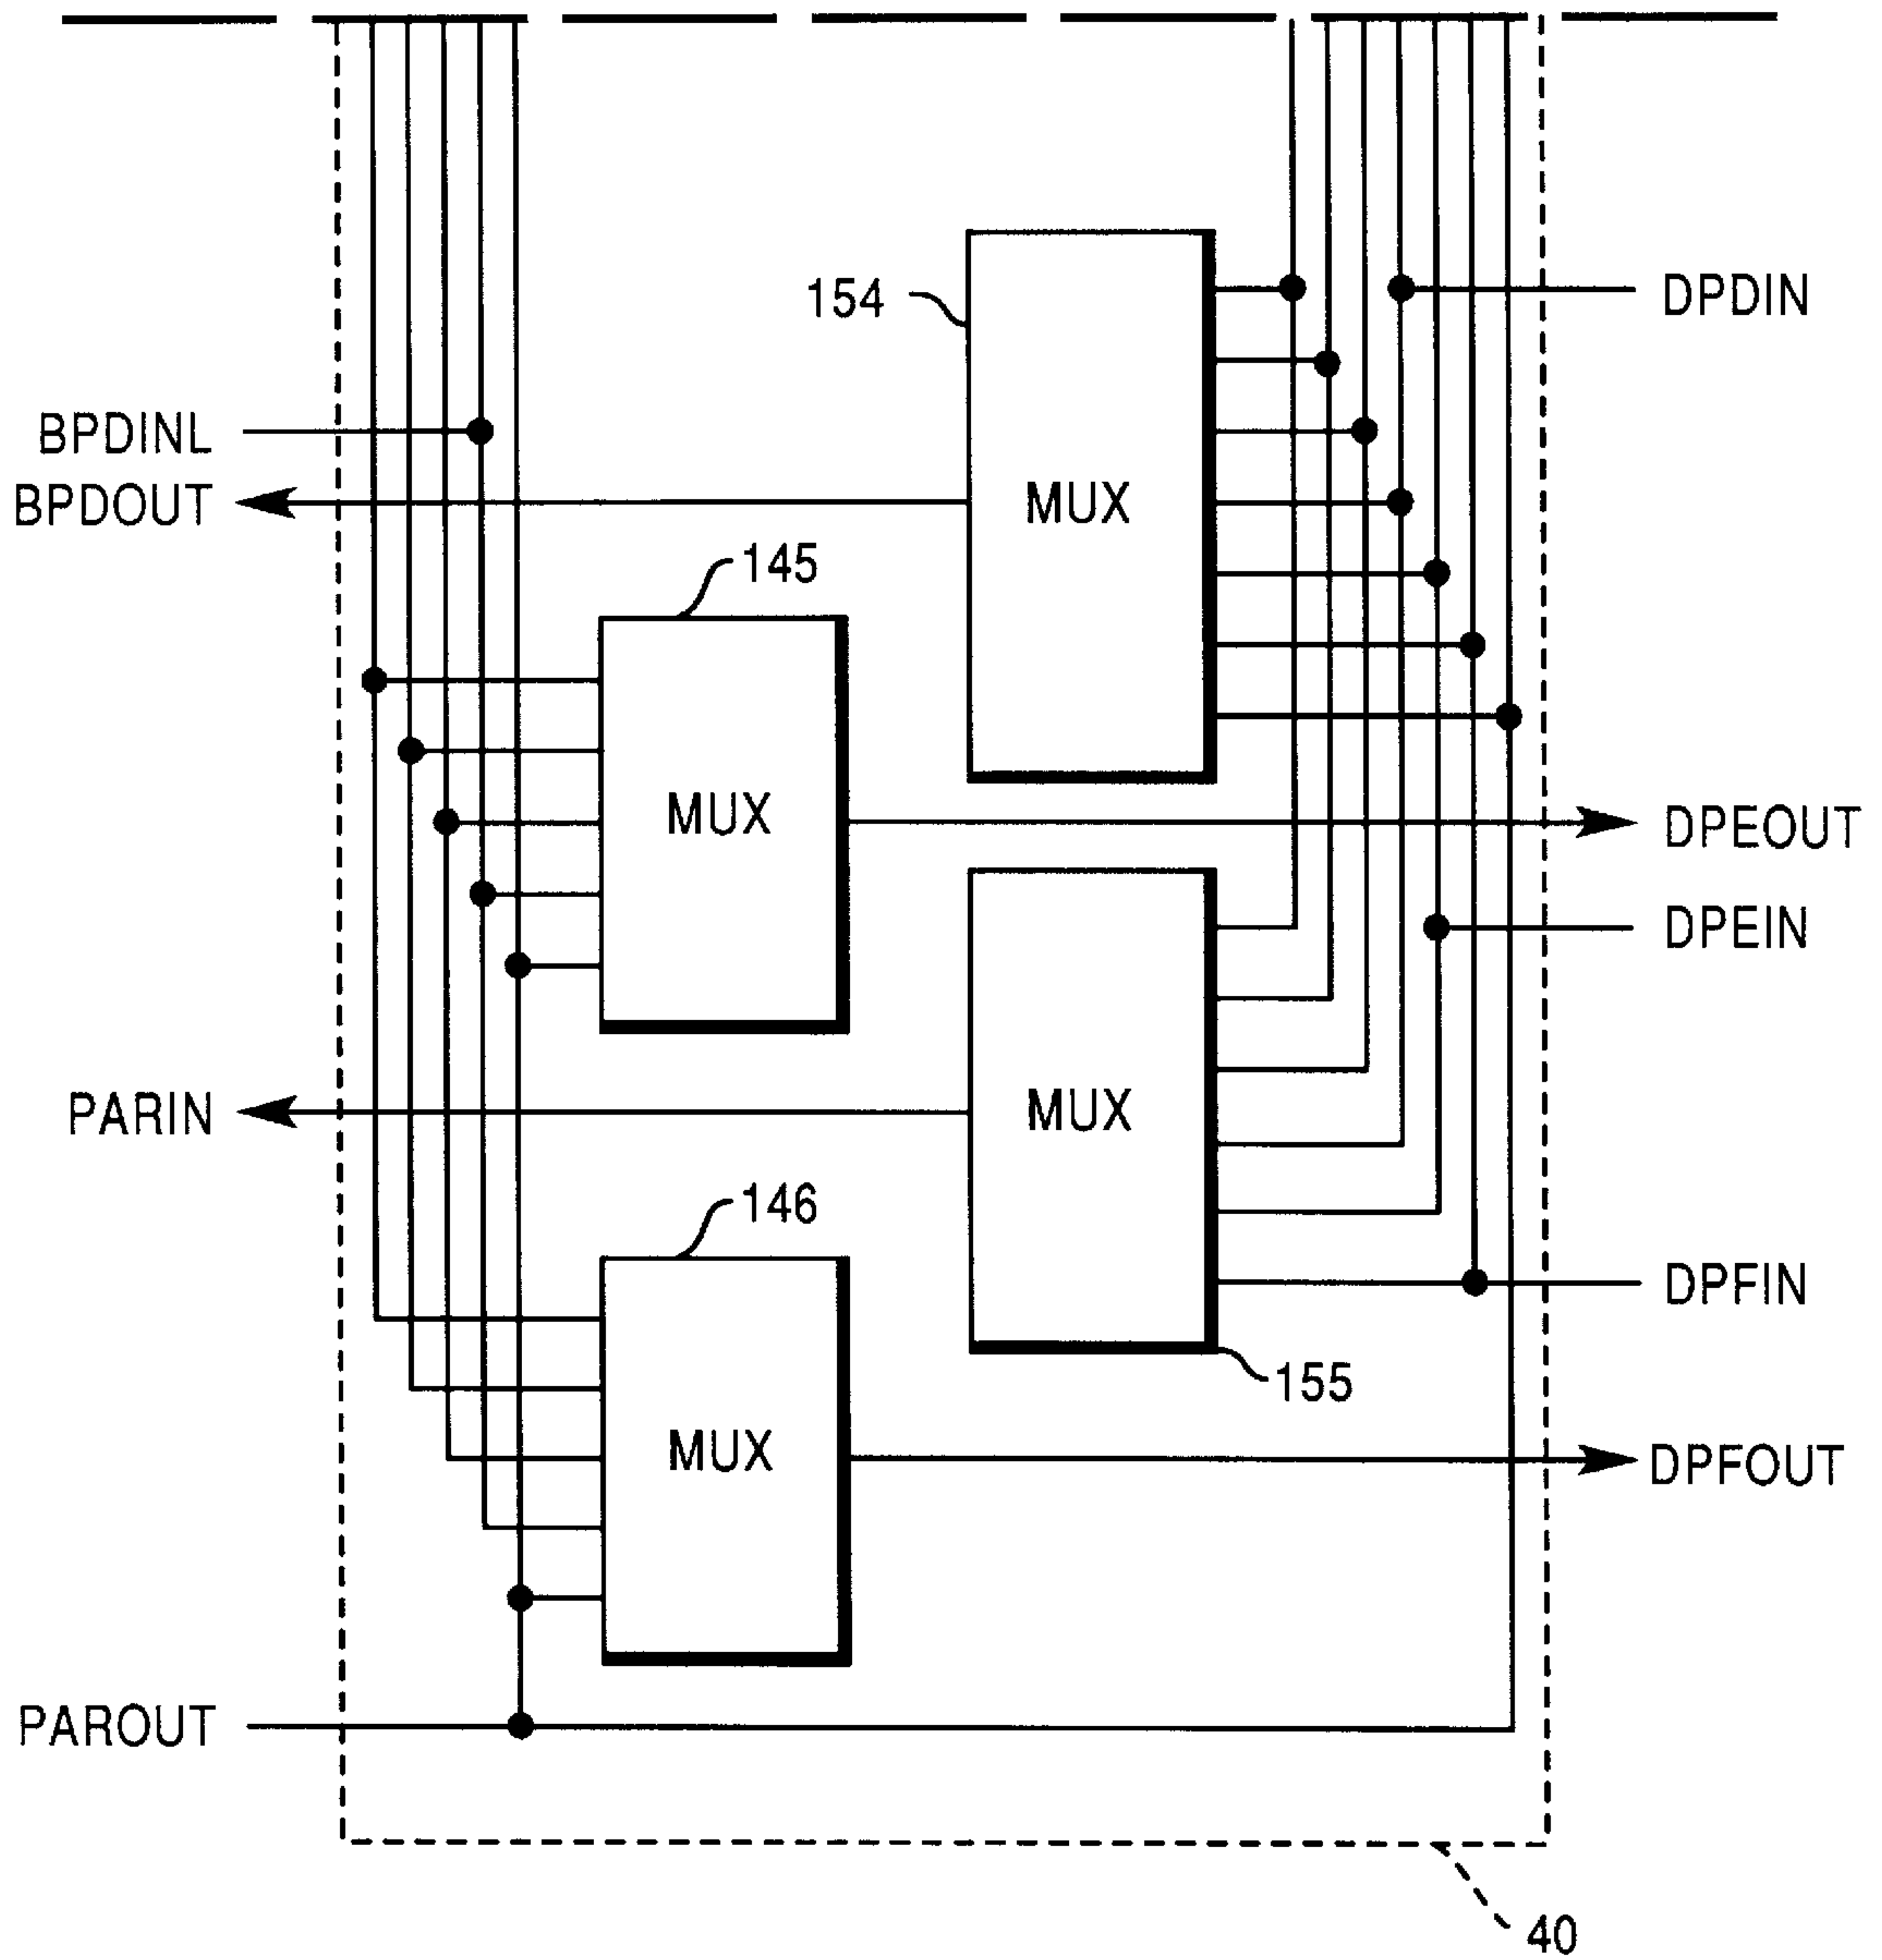 154
DPDIN
BPDINL
BPDOUT
MUX
145
MUX
DPEOUT
DPEIN
PARIN
MUX
146
DPFIN
155
MUX
DPFOUT
PAROUT
40